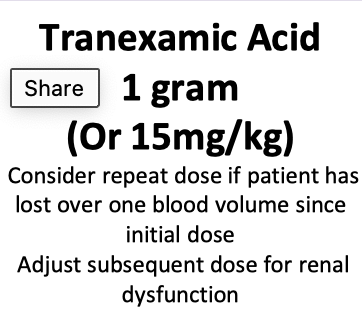 Tranexamic Acid
Share
1 gram
(Or 15mg/kg)
Consider repeat dose if patient has
lost over one blood volume since
initial dose
Adjust subsequent dose for renal
dysfunction